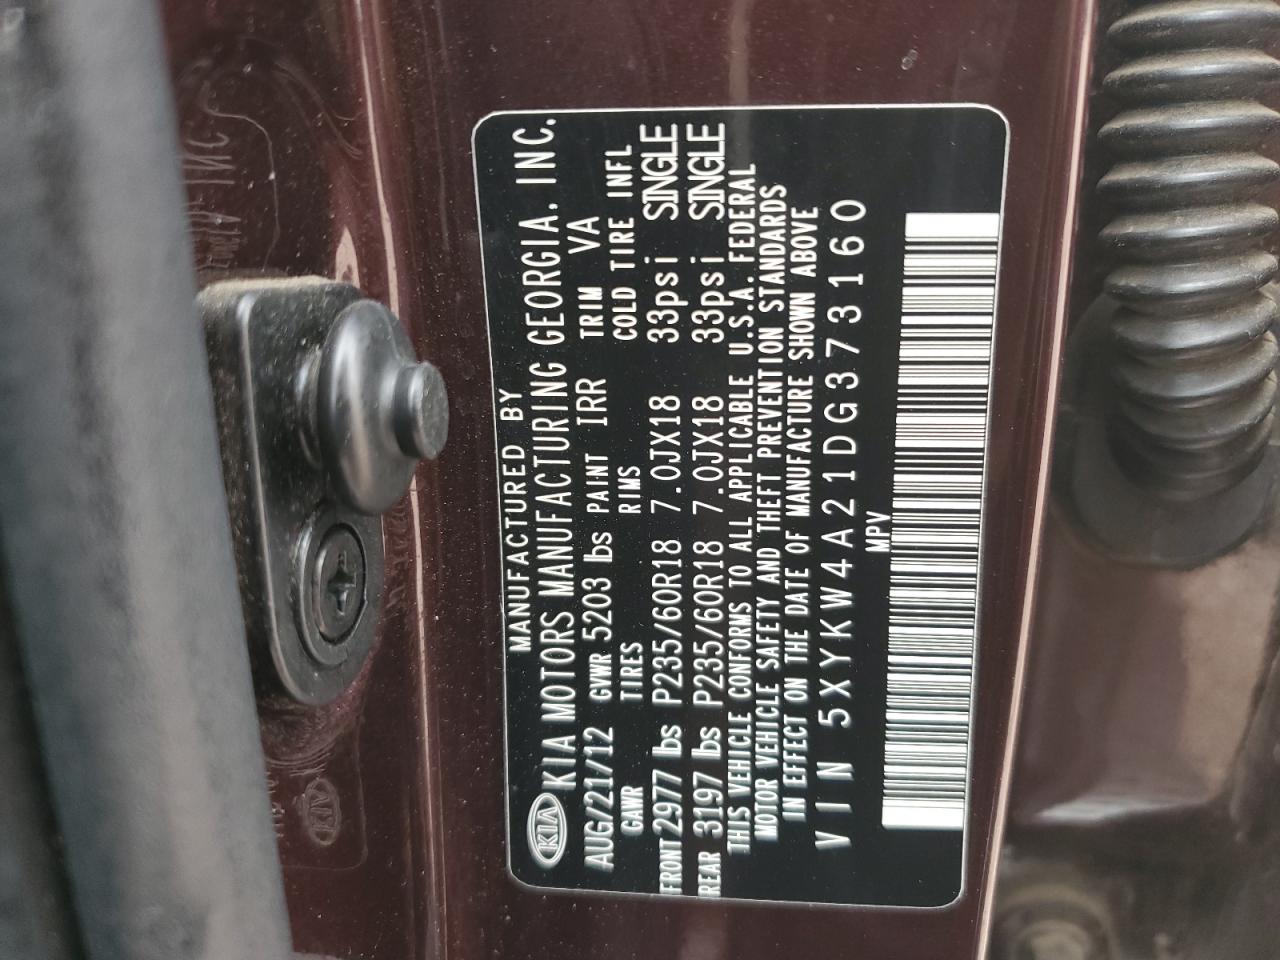 MANUFACTURED BY
KIA KIA MOTORS MANUFACTURING GEORGIA, INC.
AUG/21/12 GVWR 5203 lbs PAINT IRR TRIM VA
GAWR TIRES RIMS COLD TIRE INFL
FRONT 2977 lbs P235/60R18 7.0JX18 33psi SINGLE
REAR 3197 lbs P235/60R18 7.0JX18 33psi SINGLE
THIS VEHICLE CONFORMS TO ALL APPLICABLE U.S.A. FEDERAL
MOTOR VEHICLE SAFETY AND THEFT PREVENTION STANDARDS
IN EFFECT ON THE DATE OF MANUFACTURE SHOWN ABOVE
VIN 5XYKW4A21DG373160
MPV